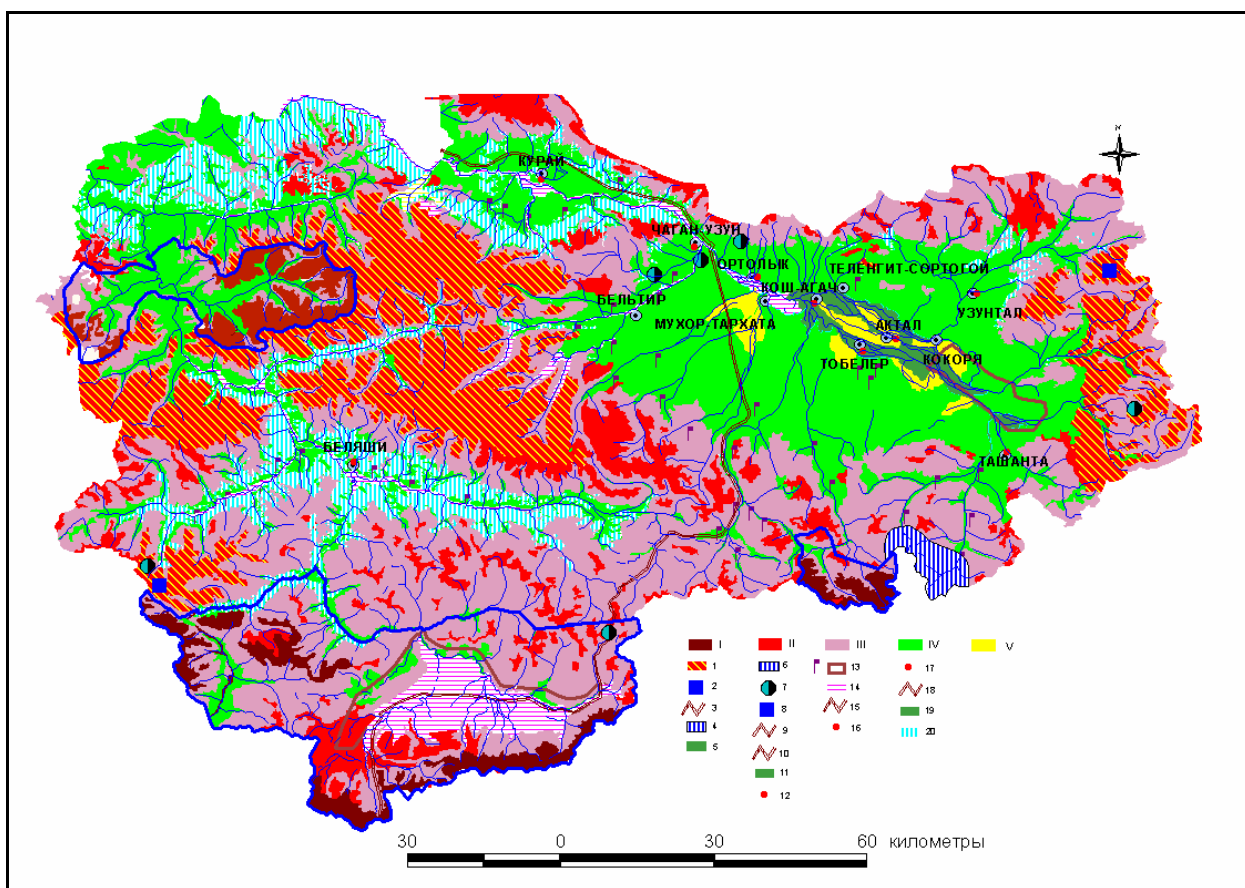 N
КУРАЙ
ЧАГАН-УЗУН
ОРТОЛЫК
ТЕЛЕНГИТ-СОРТОГОЙ
КОШ-АГАЧ
БЕЛЬТИР
УЗУНТАЛ
МУХОР-ТАРХАТА
АКТАЛ
КОКОРЯ
ТОБЕЛЕР
БЕЛЯШИ
ТАШАНТА
I II III IV V
1 6 13 17
2 7 14 18
3 8 15 19
4 9 16 20
5 10
11
12
30 0 30 60 километры